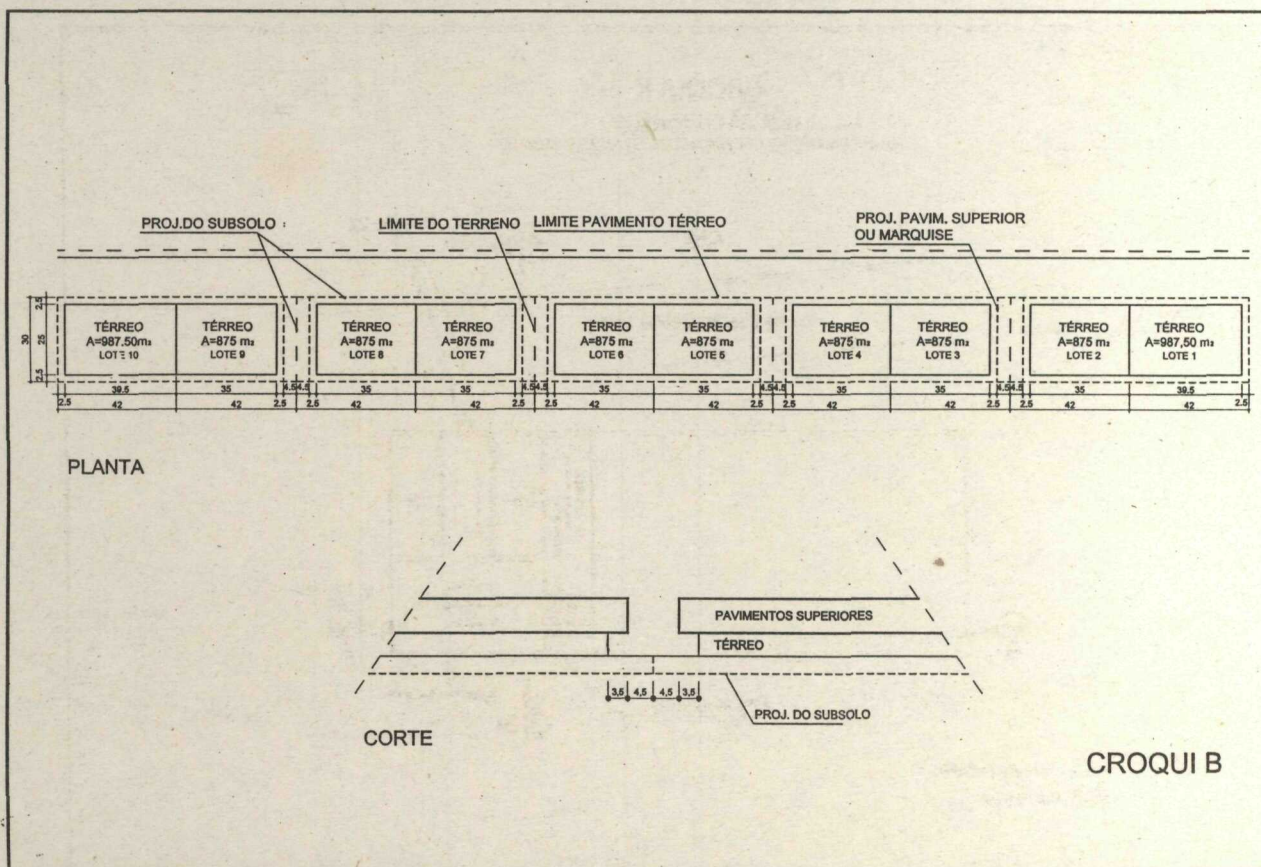 PROJ.DO SUBSOLO :
LIMITE DO TERRENO
LIMITE PAVIMENTO TÉRREO
PROJ. PAVIM. SUPERIOR
OU MARQUISE
30
2.5
25
2.5
TÉRREO
A=987.50m²
LOTE 10
TÉRREO
A=875 m²
LOTE 9
TÉRREO
A=875 m²
LOTE 8
TÉRREO
A=875 m²
LOTE 7
TÉRREO
A=875 m²
LOTE 6
TÉRREO
A=875 m²
LOTE 5
TÉRREO
A=875 m²
LOTE 4
TÉRREO
A=875 m²
LOTE 3
TÉRREO
A=875 m²
LOTE 2
TÉRREO
A=987,50 m²
LOTE 1
39.5 35 4.5 4.5 35 35 4.5 4.5 35 35 4.5 4.5 35 35 4.5 4.5 35 39.5
2.5 42 42 2.5 2.5 42 42 2.5 2.5 42 42 2.5 2.5 42 42 2.5 2.5 42 42 2.5
PLANTA
PAVIMENTOS SUPERIORES
TÉRREO
3,5 4,5 4,5 3,5
PROJ. DO SUBSOLO
CORTE
CROQUI B